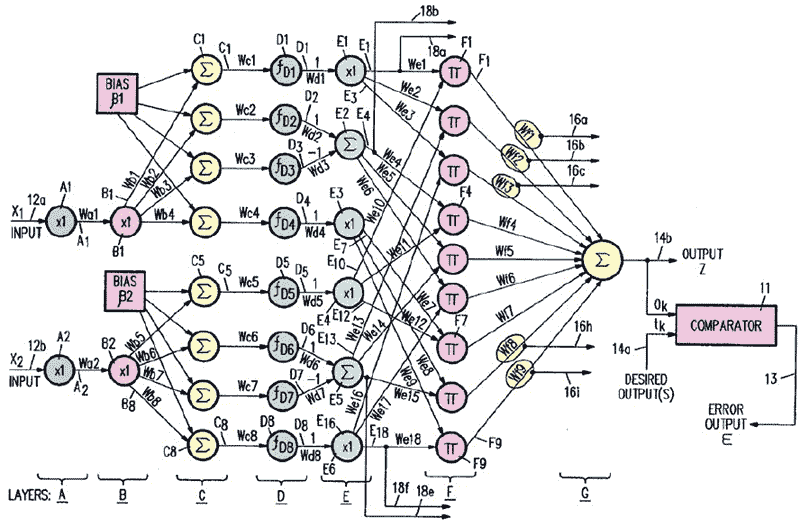 18b
C1 C1 D1 D1 1 E1 E1 18a F1 F1
Σ Wc1 fD1 Wd1 x1 We1 Π
BIAS B1
E3 We2
D2 D2 1 E2 E4 We3
Σ Wc2 fD2 Wd2 Σ Π
Wf1 16a
Wf2 16b
Wf3 16c
D3 -1
Σ Wc3 fD3 Wd3 Π
Wb1 Wb2 Wb3
We4 We5 We6
X1 12a A1 B1
INPUT x1 Wa1 x1 Wb4 Σ Wc4 fD4 D4 1 Wd4 E3 x1 We10 F4 Π Wf4
A1 B1
E7 We11
E10
Π Wf5 Σ 14b OUTPUT Z
BIAS B2
C5 C5 D5 D5 1
Σ Wc5 fD5 Wd5 x1 Π Wf6
E12 We12 We7
E4 E13 We13 We14
Ok
tk
11
COMPARATOR
Wb5
X2 12b A2 B2
INPUT x1 Wa2 x1
A2
Wb6 Σ Wc6 fD6 D6 1 Wd6
F7 Π Wf7
Wf8 16h
14a
DESIRED OUTPUT(S)
13
Wb7 Σ Wc7 fD7 D7 -1 Wd7 Σ E5
We8 We9 We15 Π
Wf9 16i
B8 Wb8
We16 We17
ERROR OUTPUT E
C8 Σ C8 Wc8 D8 fD8 D8 1 Wd8 E16 x1 E6 E18 We18 Π F9 F9
18f 18e
LAYERS: A B C D E F G